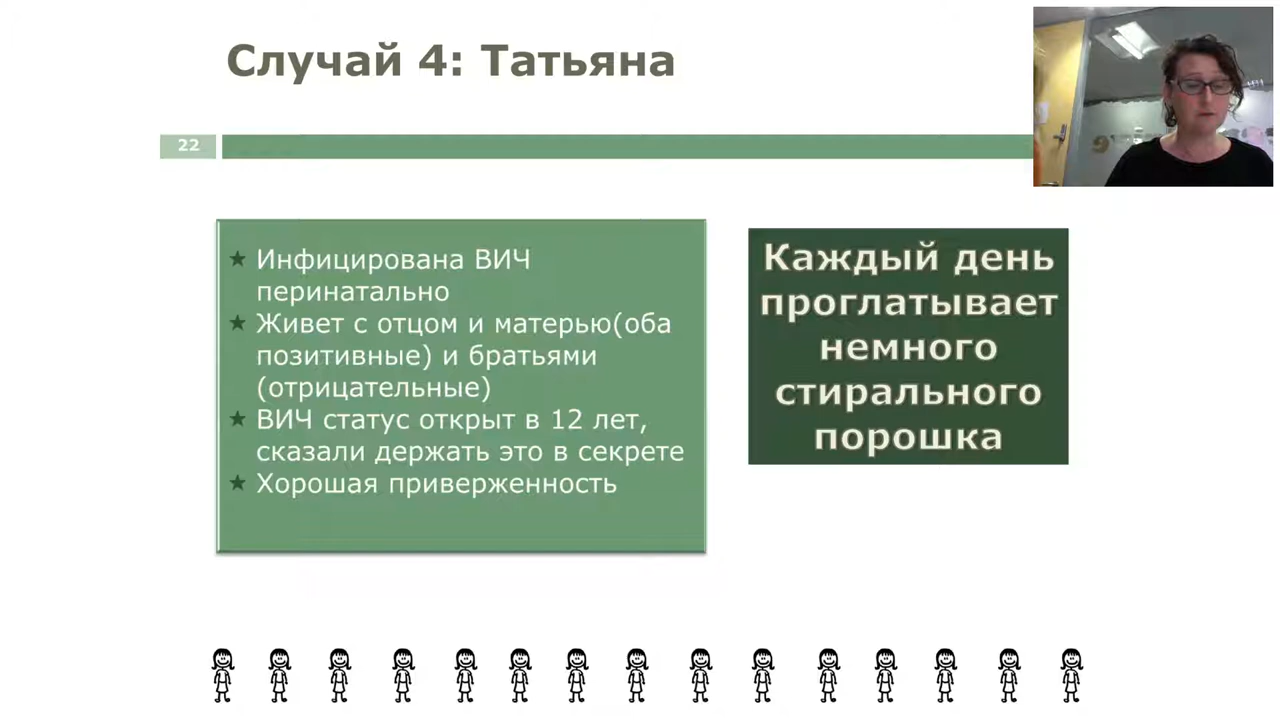 Случай 4: Татьяна
22
★ Инфицирована ВИЧ
перинатально
★ Живет с отцом и матерью(оба
позитивные) и братьями
(отрицательные)
★ ВИЧ статус открыт в 12 лет,
сказали держать это в секрете
★ Хорошая приверженность
Каждый день
проглатывает
немного
стирального
порошка